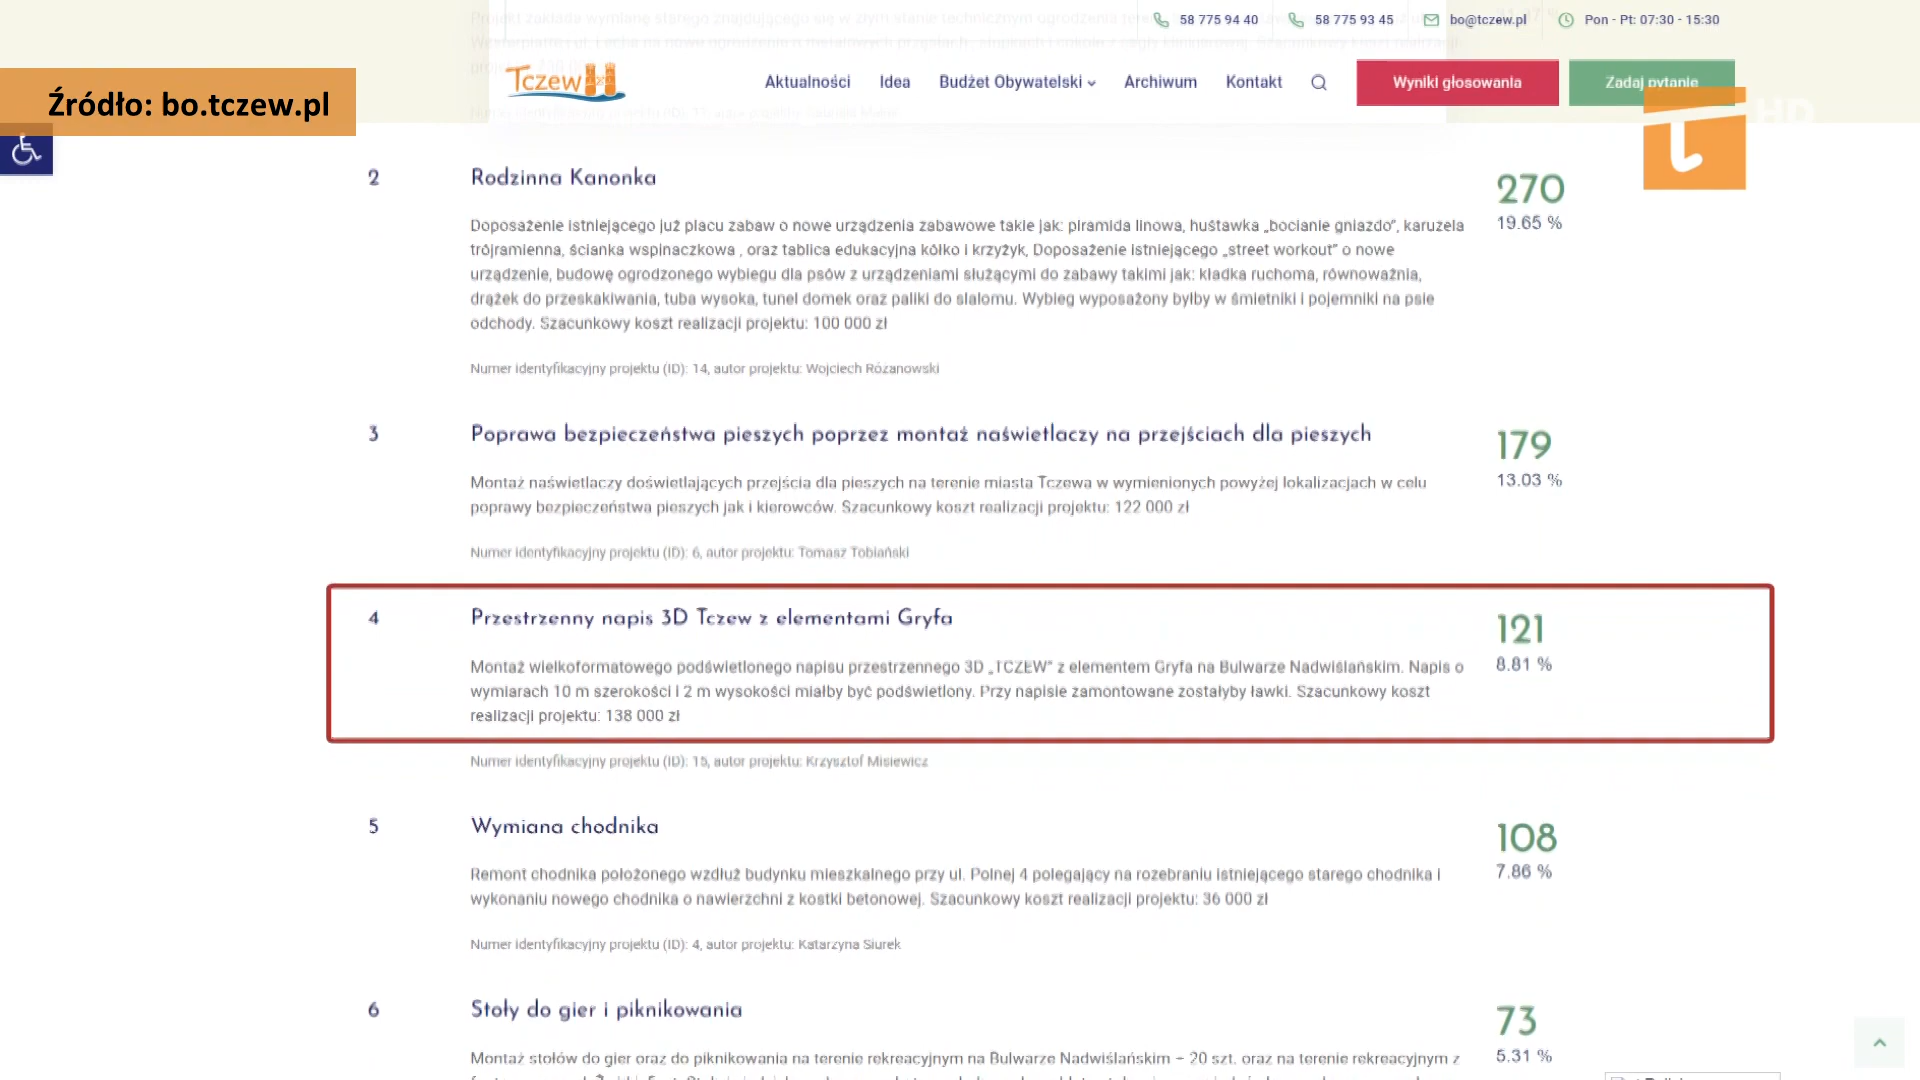 58 775 94 40
58 775 93 45
bo@tczew.pl
Pon - Pt: 07:30 - 15:30
Tczew
Aktualności
Idea
Budżet Obywatelski
Archiwum
Kontakt
Wyniki głosowania
Zadaj pytanie
Źródło: bo.tczew.pl
HD
2
Rodzinna Kanonka
270
19.65 %
Doposażenie istniejącego już placu zabaw o nowe urządzenia zabawowe takie jak: piramida linowa, huśtawka „bocianie gniazdo”, karuzela
trójramienna, ścianka wspinaczkowa , oraz tablica edukacyjna kółko i krzyżyk, Doposażenie istniejącego „street workout” o nowe
urządzenie, budowę ogrodzonego wybiegu dla psów z urządzeniami służącymi do zabawy takimi jak: kładka ruchoma, równoważnia,
drążek do przeskakiwania, tuba wysoka, tunel domek oraz paliki do slalomu. Wybieg wyposażony byłby w śmietniki i pojemniki na psie
odchody. Szacunkowy koszt realizacji projektu: 100 000 zł
Numer identyfikacyjny projektu (ID): 14, autor projektu: Wojciech Różanowski
3
Poprawa bezpieczeństwa pieszych poprzez montaż naświetlaczy na przejściach dla pieszych
179
13.03 %
Montaż naświetlaczy doświetlających przejścia dla pieszych na terenie miasta Tczewa w wymienionych powyżej lokalizacjach w celu
poprawy bezpieczeństwa pieszych jak i kierowców. Szacunkowy koszt realizacji projektu: 122 000 zł
Numer identyfikacyjny projektu (ID): 6, autor projektu: Tomasz Tobiański
4
Przestrzenny napis 3D Tczew z elementami Gryfa
121
8.81 %
Montaż wielkoformatowego podświetlonego napisu przestrzennego 3D „TCZEW” z elementem Gryfa na Bulwarze Nadwiślańskim. Napis o
wymiarach 10 m szerokości i 2 m wysokości miałby być podświetlony. Przy napisie zamontowane zostałyby ławki. Szacunkowy koszt
realizacji projektu: 138 000 zł
Numer identyfikacyjny projektu (ID): 15, autor projektu: Krzysztof Misiewicz
5
Wymiana chodnika
108
7.86 %
Remont chodnika położonego wzdłuż budynku mieszkalnego przy ul. Polnej 4 polegający na rozebraniu istniejącego starego chodnika i
wykonaniu nowego chodnika o nawierzchni z kostki betonowej. Szacunkowy koszt realizacji projektu: 36 000 zł
Numer identyfikacyjny projektu (ID): 4, autor projektu: Katarzyna Siurek
6
Stoły do gier i piknikowania
73
5.31 %
Montaż stołów do gier oraz do piknikowania na terenie rekreacyjnym na Bulwarze Nadwiślańskim – 20 szt. oraz na terenie rekreacyjnym z